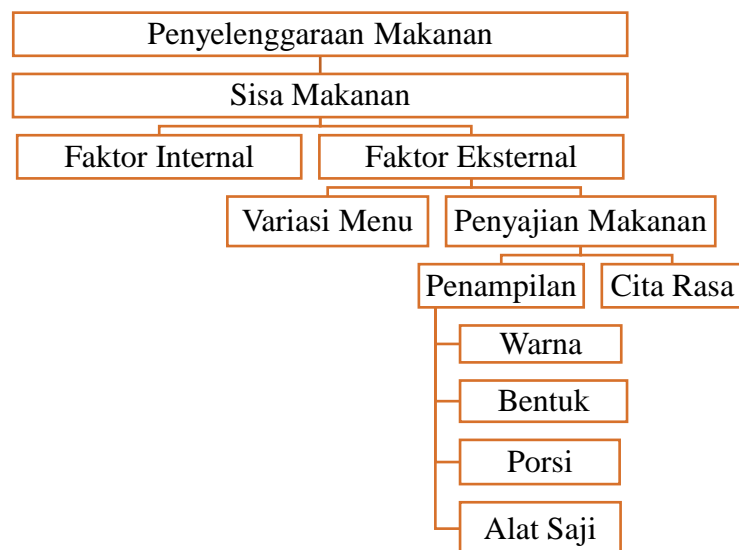 Penyelenggaraan Makanan
Sisa Makanan
Faktor Internal
Faktor Eksternal
Variasi Menu
Penyajian Makanan
Penampilan
Cita Rasa
Warna
Bentuk
Porsi
Alat Saji